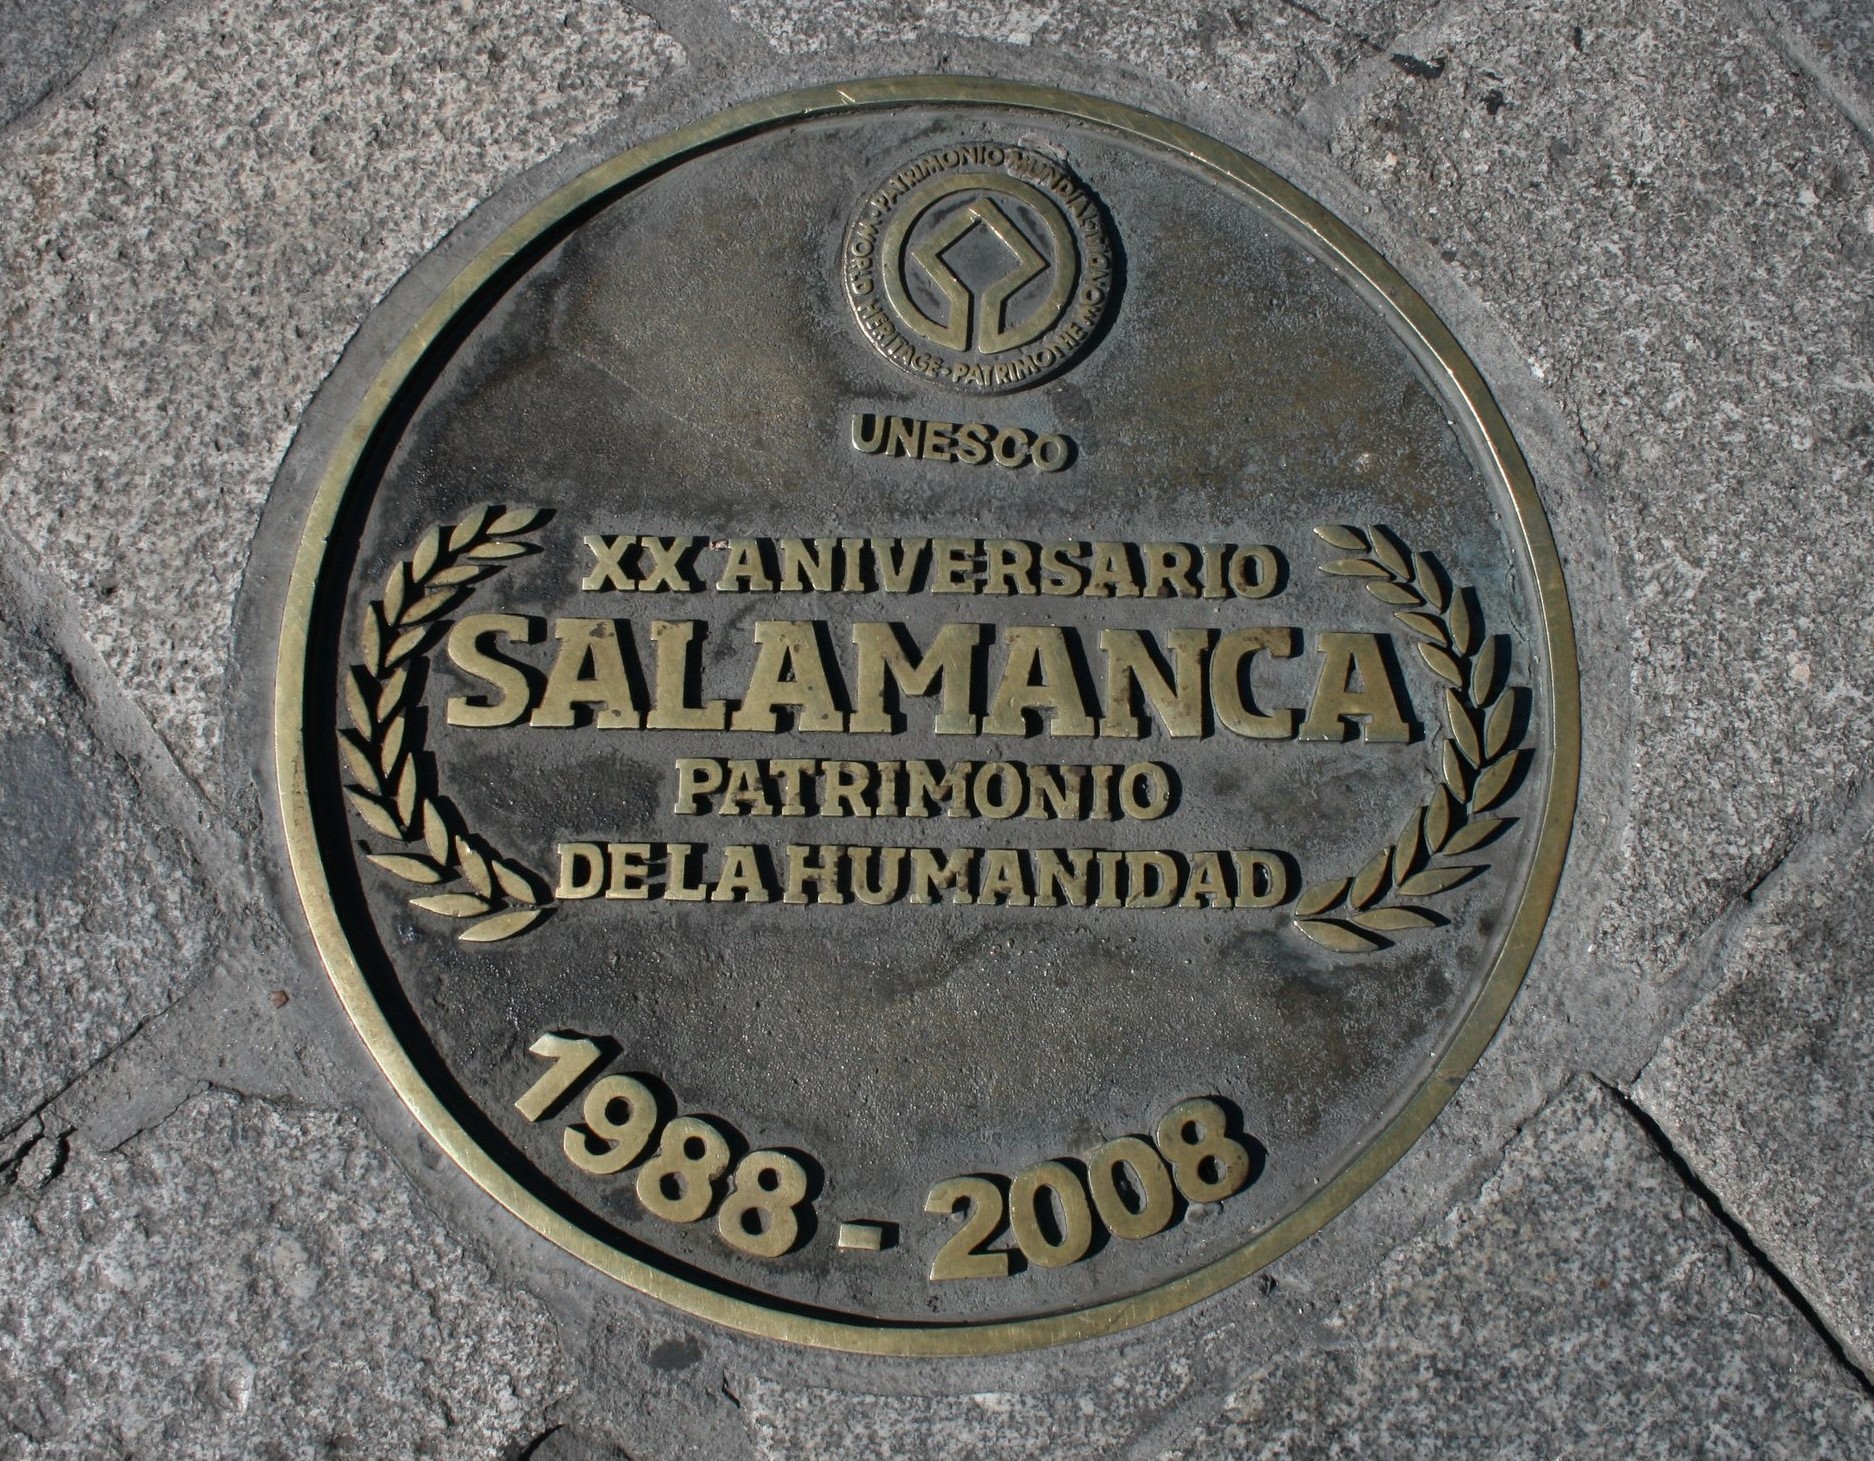 WORLD HERITAGE · PATRIMOINE MONDIAL · PATRIMONIO MUNDIAL
UNESCO
XX ANIVERSARIO
SALAMANCA
PATRIMONIO
DE LA HUMANIDAD
1988 - 2008